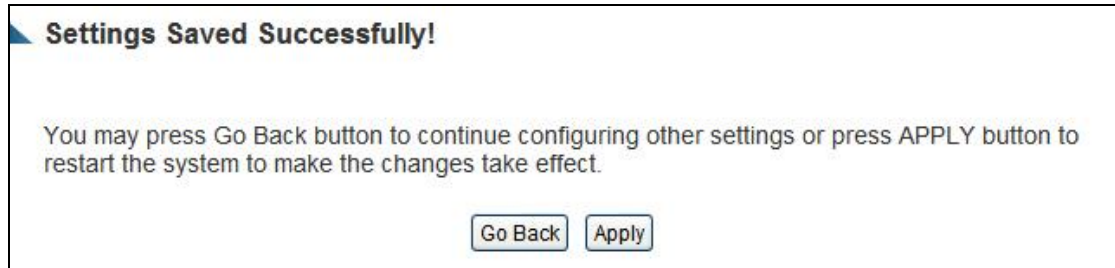 Settings Saved Successfully!
You may press Go Back button to continue configuring other settings or press APPLY button to
restart the system to make the changes take effect.
Go Back Apply